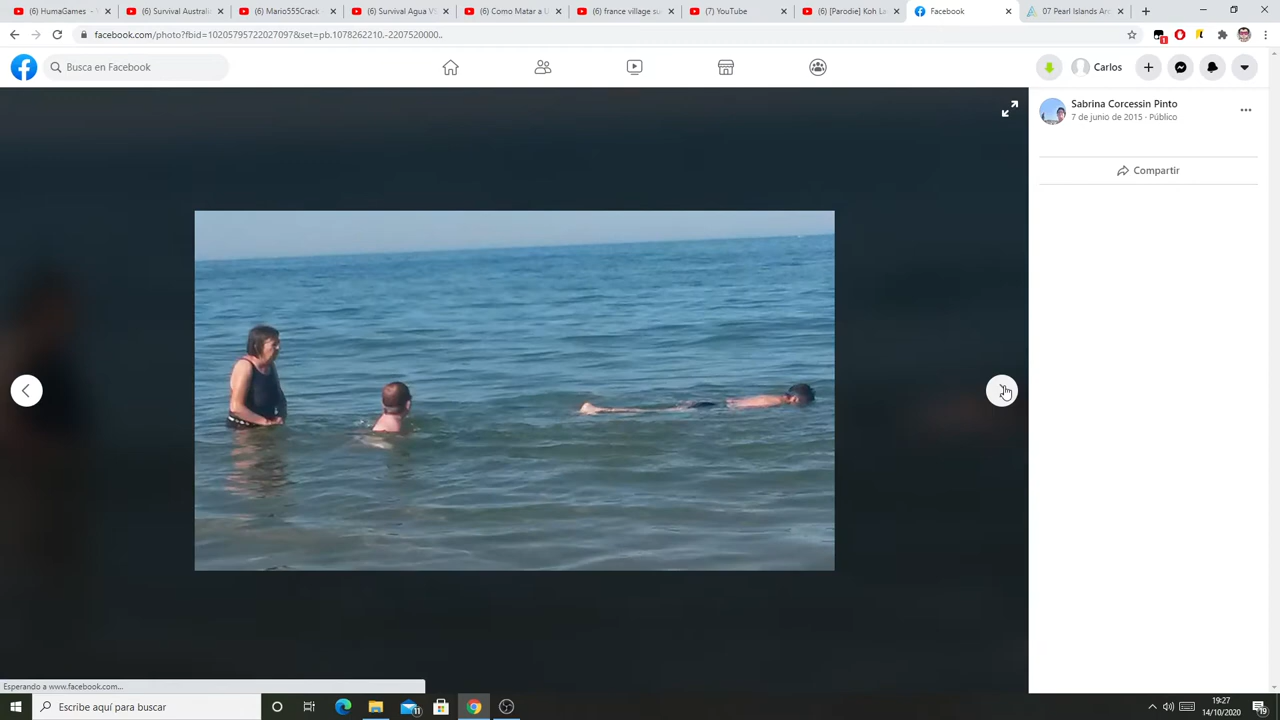 (6) HumaGames -
(6) Survival Austral
(6) Mario555Crack
(6) Survival Agua V
(6) Como Matar a
(6) france village su
(7) YouTube
(6) [Parodie] Koh L
Facebook
07 Pearl Islands Ar
facebook.com/photo?fbid=10205795722027097&set=pb.1078262210.-2207520000..
1
Busca en Facebook
Carlos
Sabrina Corcessin Pinto
7 de junio de 2015 · Público
Compartir
Esperando a www.facebook.com...
Escribe aquí para buscar
11
19:27
14/10/2020
19